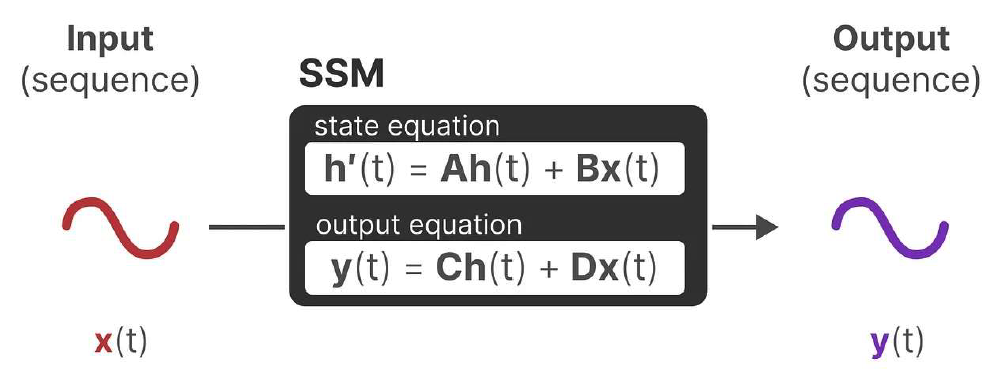 Input
(sequence)
SSM
state equation
h'(t) = Ah(t) + Bx(t)
output equation
y(t) = Ch(t) + Dx(t)
Output
(sequence)
x(t)
y(t)